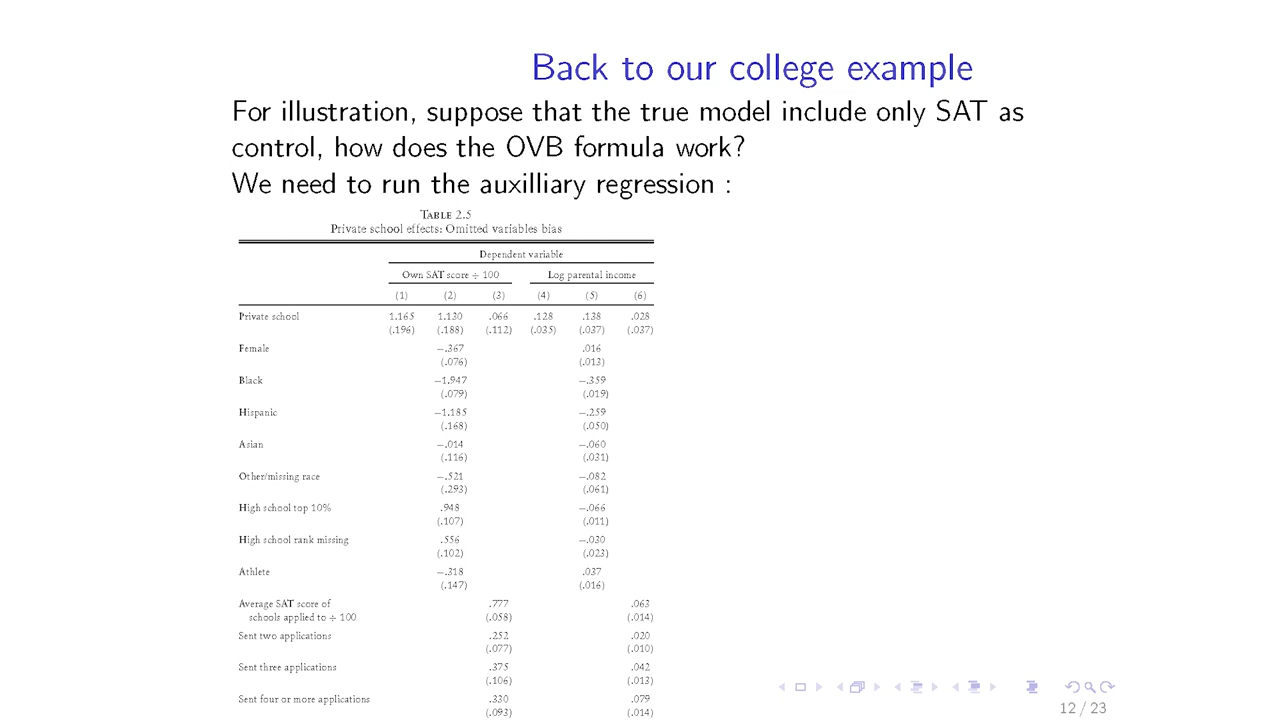 Back to our college example
For illustration, suppose that the true model include only SAT as
control, how does the OVB formula work?
We need to run the auxilliary regression :
Table 2.5
Private school effects: Omitted variables bias
Dependent variable
Own SAT score ÷ 100 Log parental income
(1) (2) (3) (4) (5) (6)
Private school 1.165 1.130 .066 .128 .138 .028
(.196) (.188) (.112) (.035) (.037) (.037)
Female −.367 .016
(.076) (.013)
Black −1.947 −.359
(.079) (.019)
Hispanic −1.185 −.259
(.168) (.050)
Asian −.014 −.060
(.116) (.031)
Other/missing race −.521 −.082
(.293) (.061)
High school top 10% .948 −.066
(.107) (.011)
High school rank missing .556 −.030
(.102) (.023)
Athlete −.318 .037
(.147) (.016)
Average SAT score of .777 .063
schools applied to ÷ 100 (.058) (.014)
Sent two applications .252 .020
(.077) (.010)
Sent three applications .375 .042
(.106) (.013)
Sent four or more applications .330 .079
(.093) (.014)
12 / 23